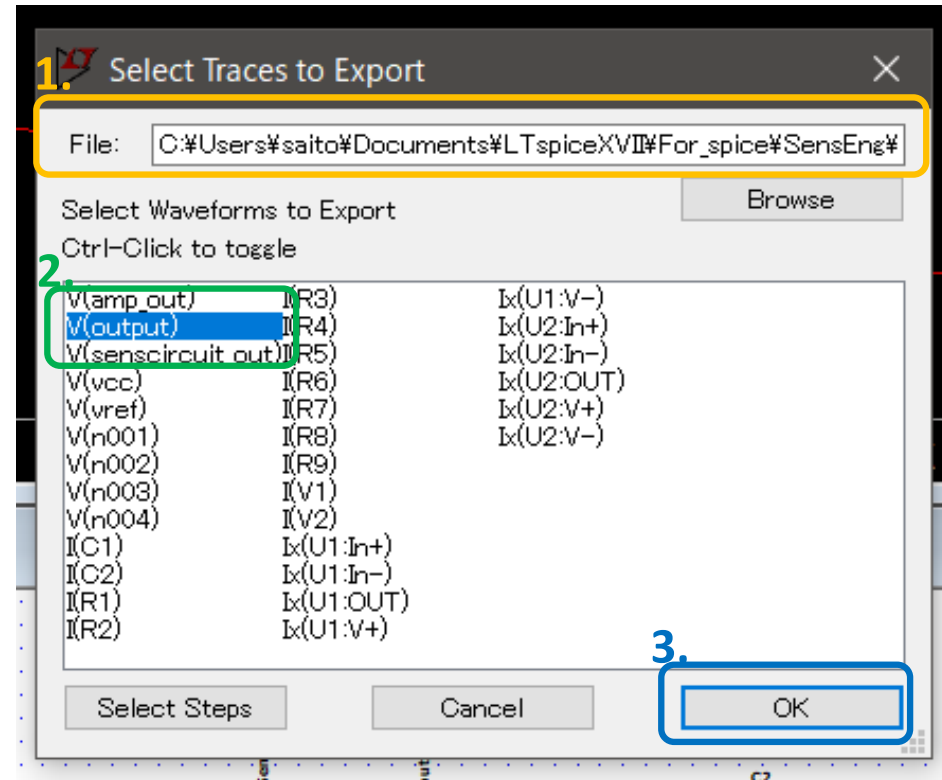 1.
Select Traces to Export
File: C:¥Users¥saito¥Documents¥LTspiceXVII¥For_spice¥SensEng¥
Browse
Select Waveforms to Export
Ctrl-Click to toggle
2.
V(amp_out) I(R3) Ix(U1:V-)
V(output) I(R4) Ix(U2:In+)
V(senscircuit_out) I(R5) Ix(U2:In-)
V(vcc) I(R6) Ix(U2:OUT)
V(vref) I(R7) Ix(U2:V+)
V(n001) I(R8) Ix(U2:V-)
V(n002) I(R9)
V(n003) I(V1)
V(n004) I(V2)
I(C1) Ix(U1:In+)
I(C2) Ix(U1:In-)
I(R1) Ix(U1:OUT)
I(R2) Ix(U1:V+)
3.
Select Steps Cancel OK
C2